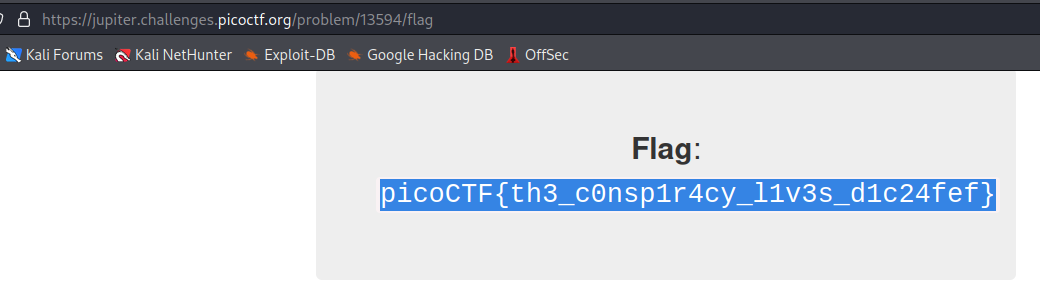 https://jupiter.challenges.picoctf.org/problem/13594/flag
Kali Forums Kali NetHunter Exploit-DB Google Hacking DB OffSec
Flag:
picoCTF{th3_c0nsp1r4cy_l1v3s_d1c24fef}